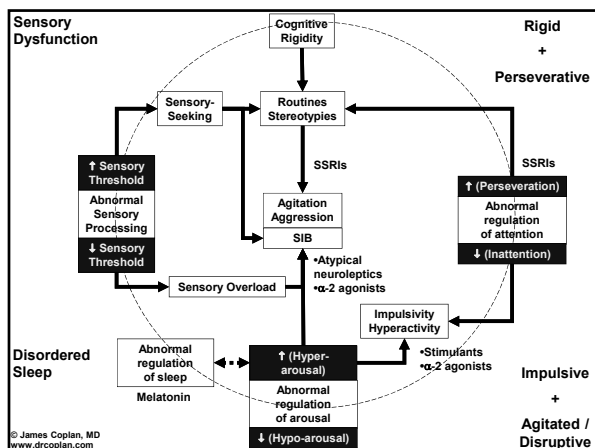 Sensory
Dysfunction
Cognitive
Rigidity
Rigid
+
Perseverative
Sensory-
Seeking
Routines
Stereotypies
SSRIs
SSRIs
↑ Sensory
Threshold
Abnormal
Sensory
Processing
↓ Sensory
Threshold
Agitation
Aggression
SIB
↑ (Perseveration)
Abnormal
regulation
of attention
↓ (Inattention)
•Atypical
neuroleptics
•α-2 agonists
Sensory Overload
Impulsivity
Hyperactivity
•Stimulants
•α-2 agonists
Disordered
Sleep
Abnormal
regulation
of sleep
Melatonin
↑ (Hyper-
arousal)
Abnormal
regulation
of arousal
↓ (Hypo-arousal)
Impulsive
+
Agitated /
Disruptive
© James Coplan, MD
www.drcoplan.com